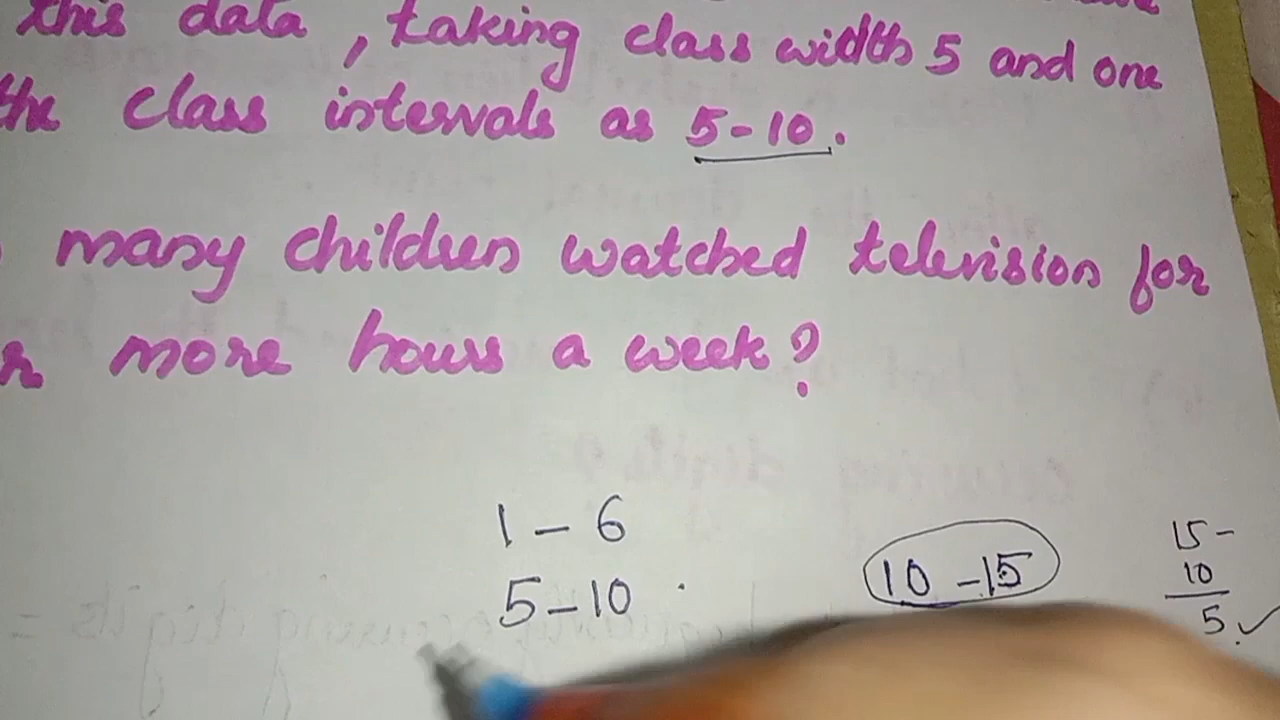 this data, taking class width 5 and one
the class intervals as 5-10.
many children watched television for
more hours a week?
1 - 6
5-10
10 -15
15-
10
5 ✓